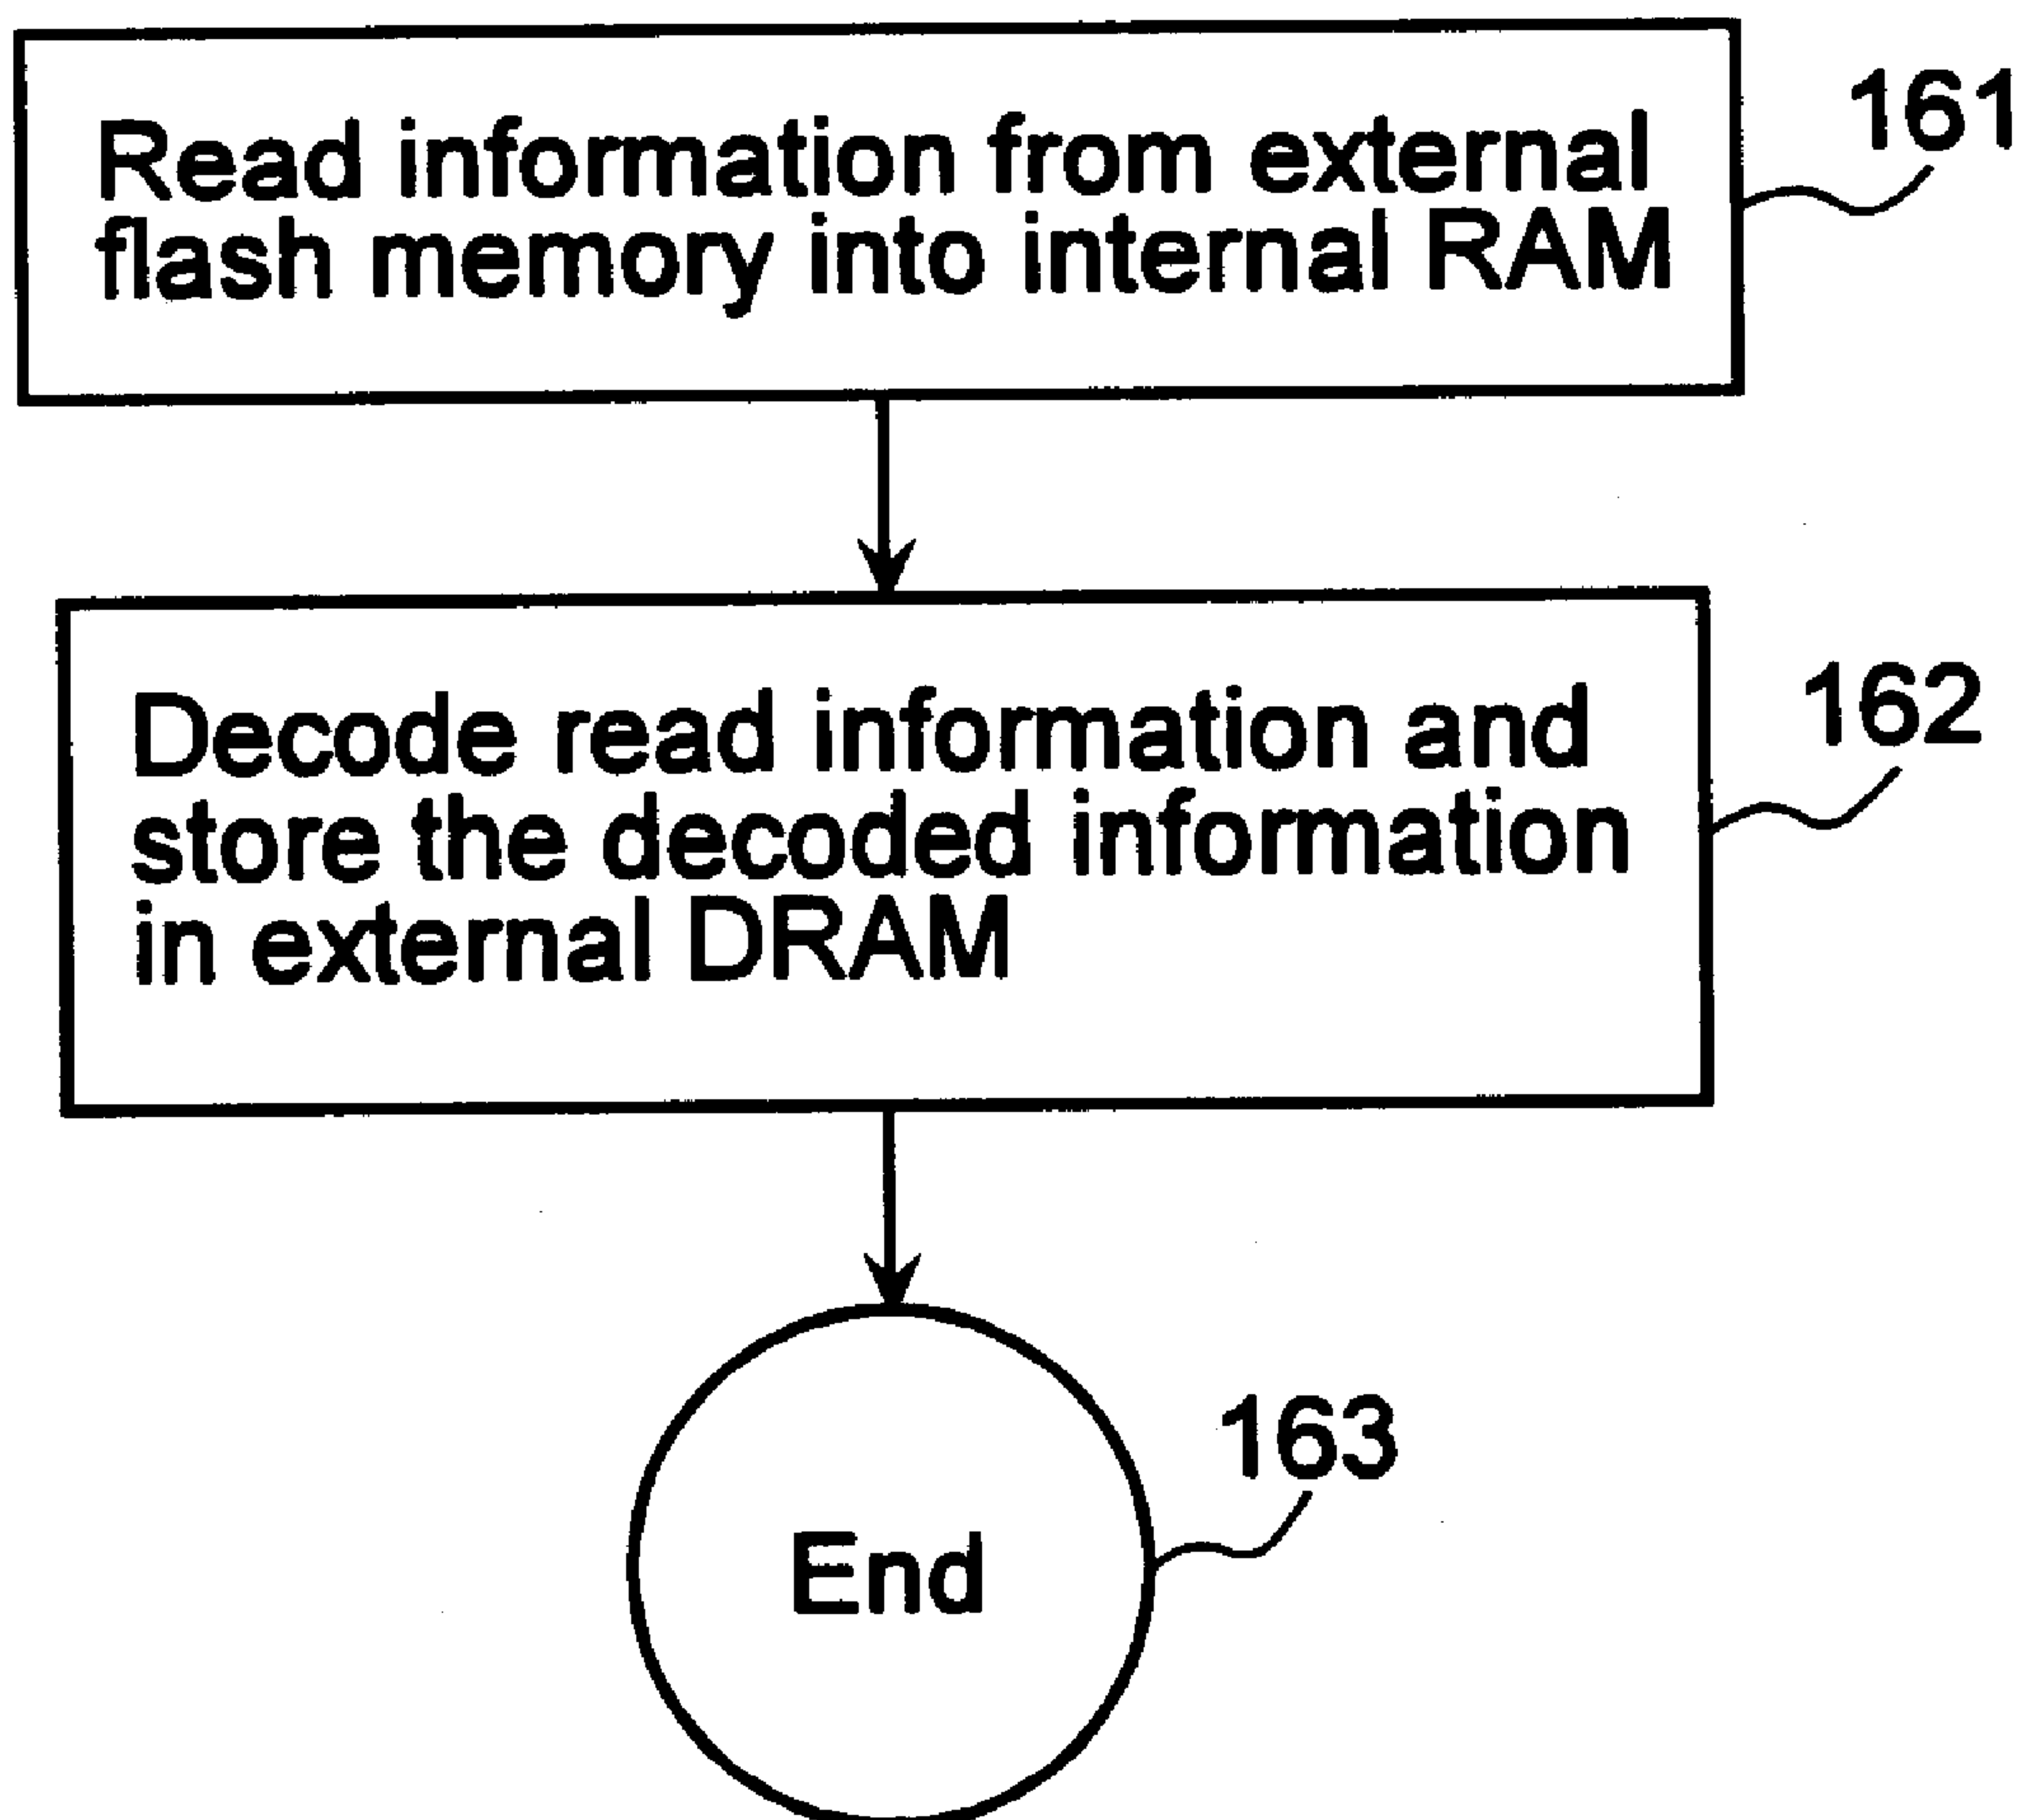 Read information from external
flash memory into internal RAM
161
Decode read information and
store the decoded information
in external DRAM
162
163
End